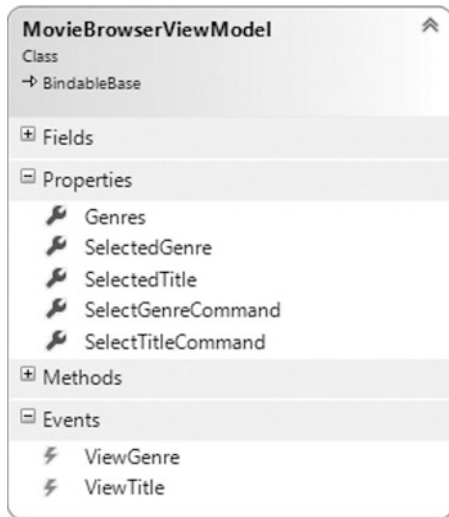 MovieBrowserViewModel
Class
BindableBase
Fields
Properties
Genres
SelectedGenre
SelectedTitle
SelectGenreCommand
SelectTitleCommand
Methods
Events
ViewGenre
ViewTitle